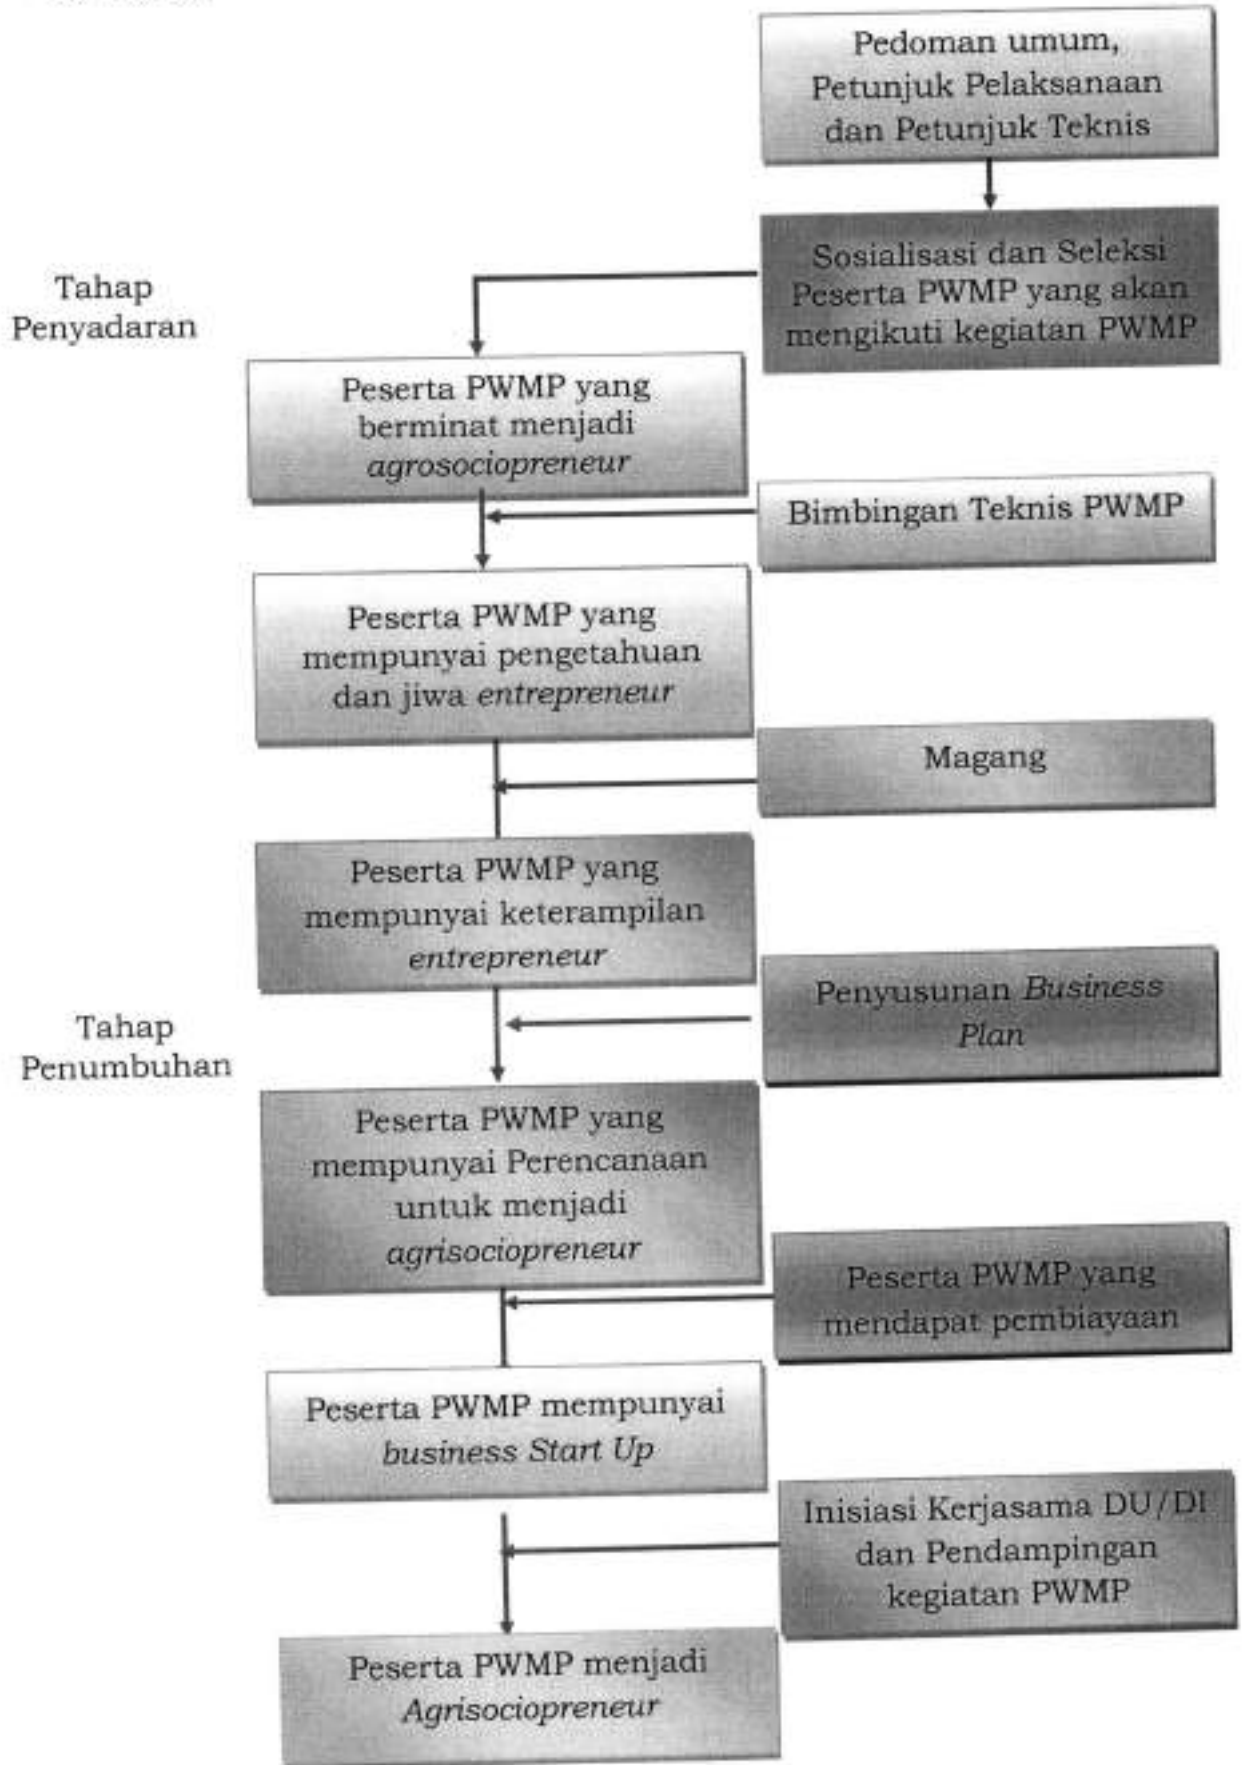 Pedoman umum,
Petunjuk Pelaksanaan
dan Petunjuk Teknis
Sosialisasi dan Seleksi
Peserta PWMP yang akan
mengikuti kegiatan PWMP
Tahap
Penyadaran
Peserta PWMP yang
berminat menjadi
agrosociopreneur
Bimbingan Teknis PWMP
Peserta PWMP yang
mempunyai pengetahuan
dan jiwa entrepreneur
Magang
Peserta PWMP yang
mempunyai keterampilan
entrepreneur
Penyusunan Business
Plan
Tahap
Penumbuhan
Peserta PWMP yang
mempunyai Perencanaan
untuk menjadi
agrisociopreneur
Peserta PWMP yang
mendapat pembiayaan
Peserta PWMP mempunyai
business Start Up
Inisiasi Kerjasama DU/DI
dan Pendampingan
kegiatan PWMP
Peserta PWMP menjadi
Agrisociopreneur